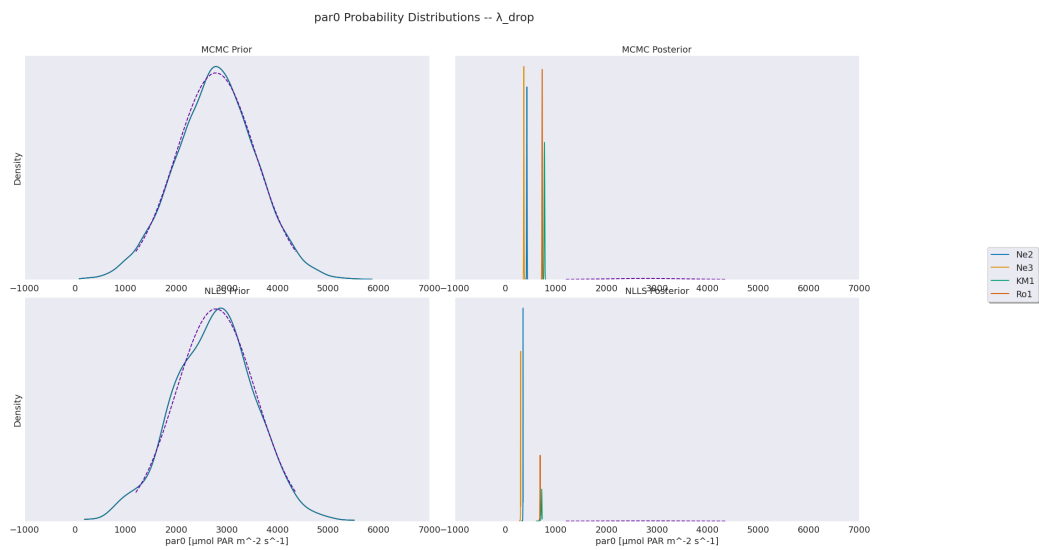 par0 Probability Distributions -- λ_drop
MCMC Prior
MCMC Posterior
Density
−1000 0 1000 2000 3000 4000 5000 6000 7000
−1000 0 1000 2000 3000 4000 5000 6000 7000
Ne2
Ne3
KM1
Ro1
NLLS Prior
NLLS Posterior
Density
−1000 0 1000 2000 3000 4000 5000 6000 7000
−1000 0 1000 2000 3000 4000 5000 6000 7000
par0 [μmol PAR m^-2 s^-1]
par0 [μmol PAR m^-2 s^-1]